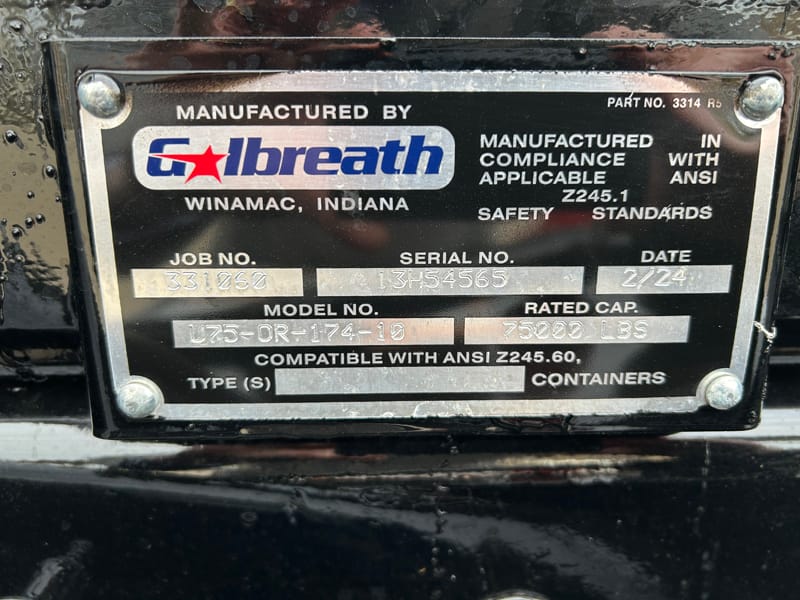 PART NO. 3314 R5
MANUFACTURED BY
Galbreath
WINAMAC, INDIANA
MANUFACTURED IN
COMPLIANCE WITH
APPLICABLE ANSI
Z245.1
SAFETY STANDARDS
JOB NO. SERIAL NO. DATE
331060 13H54565 2/24
MODEL NO. RATED CAP.
U75-OR-174-10 75000 LBS
COMPATIBLE WITH ANSI Z245.60,
TYPE (S) CONTAINERS